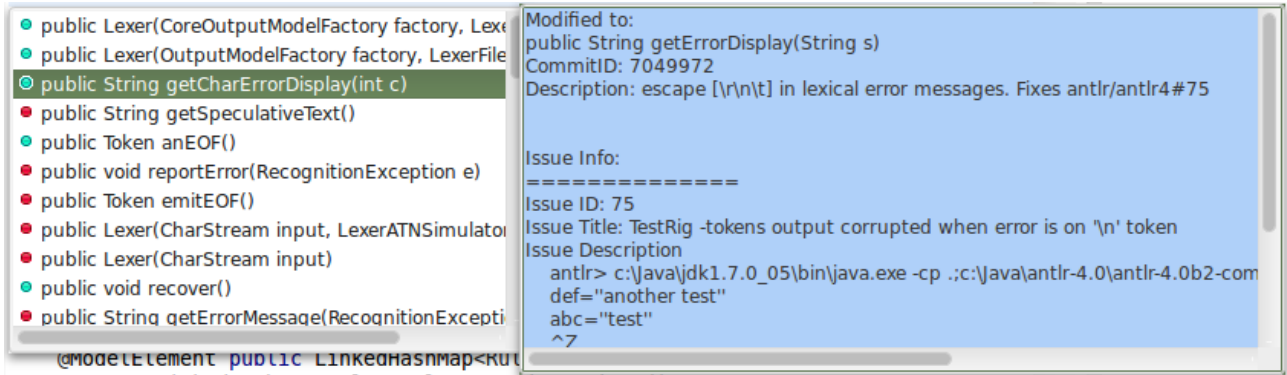 public Lexer(CoreOutputModelFactory factory, Lexe
public Lexer(OutputModelFactory factory, LexerFile
public String getCharErrorDisplay(int c)
public String getSpeculativeText()
public Token anEOF()
public void reportError(RecognitionException e)
public Token emitEOF()
public Lexer(CharStream input, LexerATNSimulato
public Lexer(CharStream input)
public void recover()
public String getErrorMessage(RecognitionExcepti
@ModelElement public LinkedHashMap<Rul
Modified to:
public String getErrorDisplay(String s)
CommitID: 7049972
Description: escape [\r\n\t] in lexical error messages. Fixes antlr/antlr4#75
Issue Info:
==============
Issue ID: 75
Issue Title: TestRig -tokens output corrupted when error is on '\n' token
Issue Description
antlr> c:\Java\jdk1.7.0_05\bin\java.exe -cp .;c:\Java\antlr-4.0\antlr-4.0b2-com
def="another test"
abc="test"
^Z